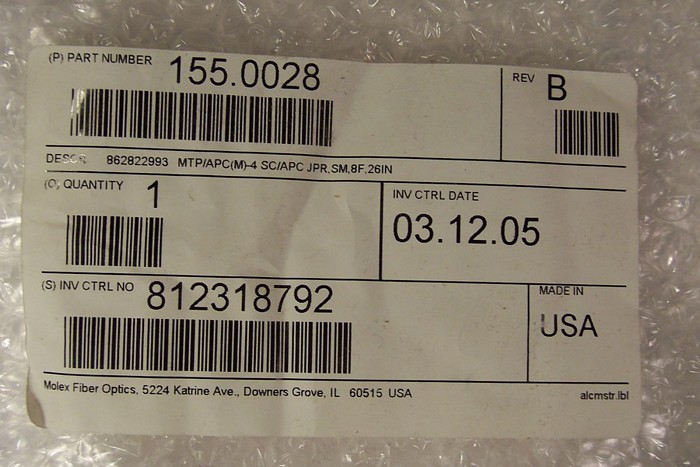 (P) PART NUMBER 155.0028
REV B
DESCR. 862822993 MTP/APC(M)-4 SC/APC JPR,SM,8F,26IN
(Q) QUANTITY 1
INV CTRL DATE
03.12.05
(S) INV CTRL NO 812318792
MADE IN
USA
Molex Fiber Optics, 5224 Katrine Ave., Downers Grove, IL 60515 USA
alcmstr.lbl